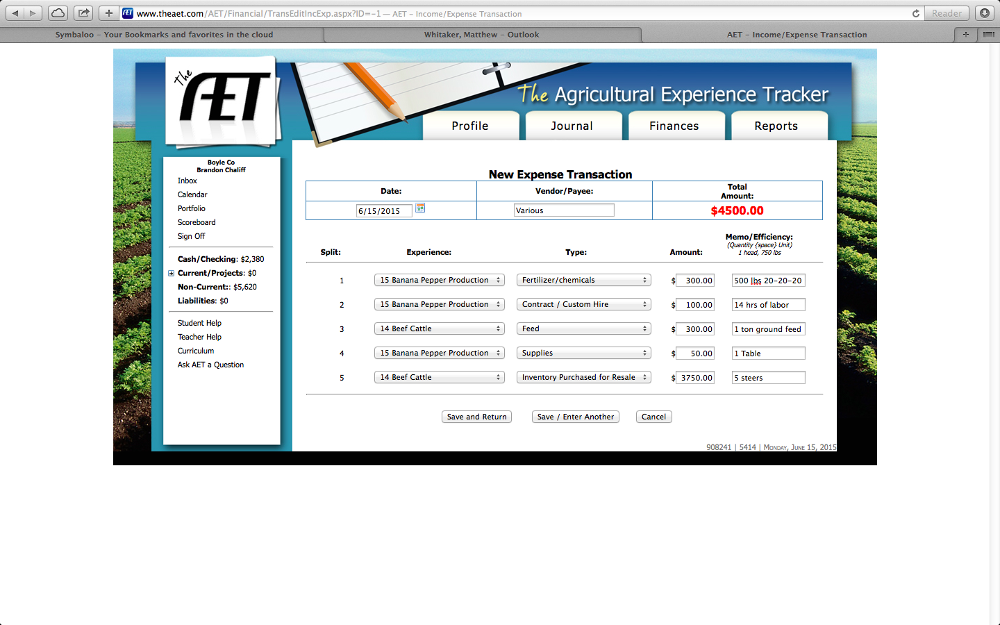 www.theaet.com/AET/Financial/TransEditIncExp.aspx?ID=-1 — AET - Income/Expense Transaction
Reader
Symbaloo - Your Bookmarks and favorites in the cloud
Whitaker, Matthew - Outlook
AET - Income/Expense Transaction
The AET
The Agricultural Experience Tracker
Profile Journal Finances Reports
Boyle Co
Brandon Chaliff
Inbox
Calendar
Portfolio
Scoreboard
Sign Off
Cash/Checking: $2,380
Current/Projects: $0
Non-Current:: $5,620
Liabilities: $0
Student Help
Teacher Help
Curriculum
Ask AET a Question
New Expense Transaction
Date: Vendor/Payee: Total Amount:
6/15/2015 Various $4500.00
Split: Experience: Type: Amount: Memo/Efficiency:
(Quantity {space} Unit)
1 head, 750 lbs
1 15 Banana Pepper Production Fertilizer/chemicals $ 300.00 500 lbs 20-20-20
2 15 Banana Pepper Production Contract / Custom Hire $ 100.00 14 hrs of labor
3 14 Beef Cattle Feed $ 300.00 1 ton ground feed
4 15 Banana Pepper Production Supplies $ 50.00 1 Table
5 14 Beef Cattle Inventory Purchased for Resale $ 3750.00 5 steers
Save and Return Save / Enter Another Cancel
908241 | 5414 | Monday, June 15, 2015